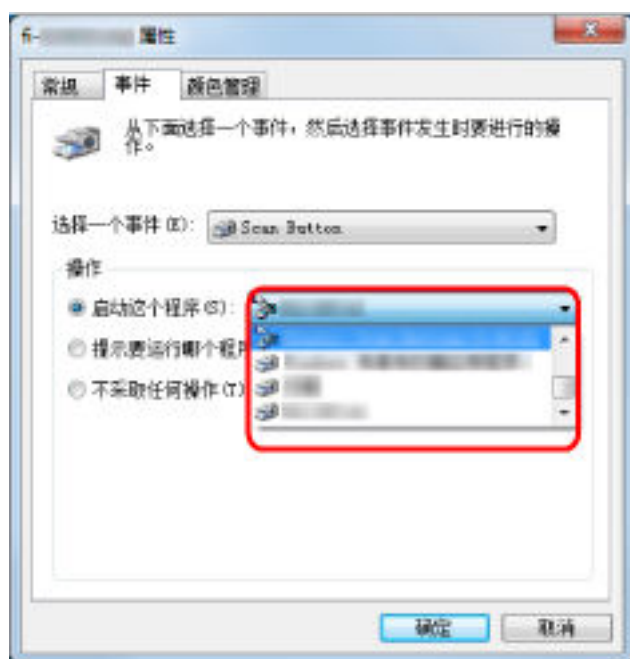 fi- 属性
常规 事件 颜色管理
从下面选择一个事件，然后选择事件发生时要进行的操
作。
选择一个事件(E): Scan Button
操作
启动这个程序(S):
提示要运行哪个程序
不采取任何操作(T)
确定 取消